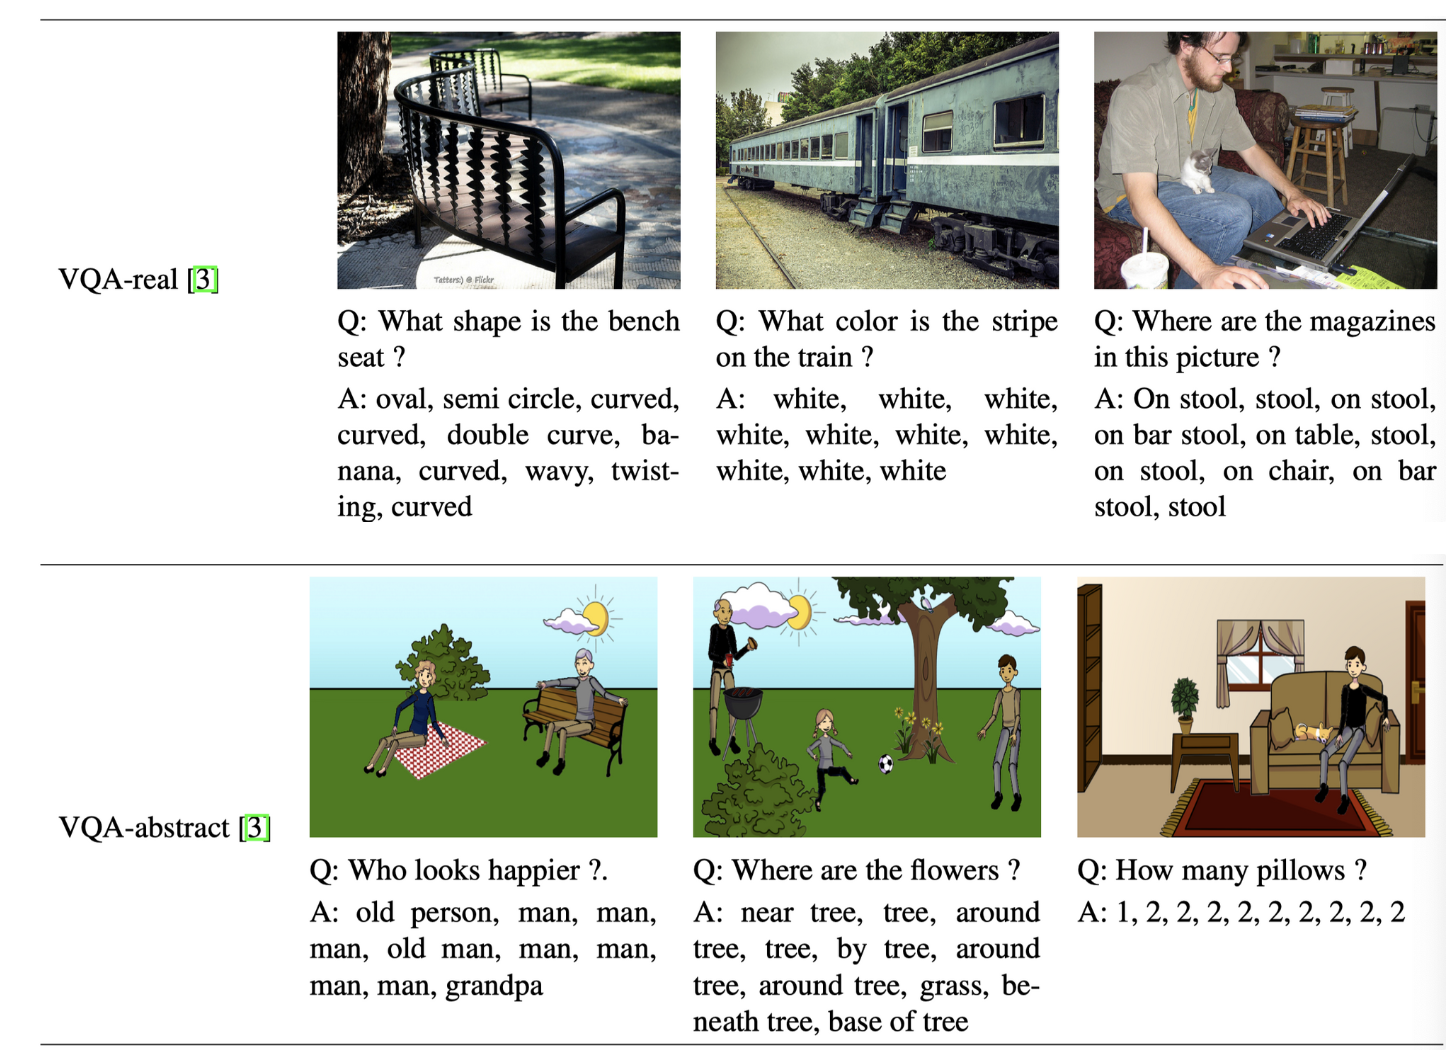 VQA-real [3]
Tatters:) @ Flickr
Q: What shape is the bench
seat ?
A: oval, semi circle, curved,
curved, double curve, ba-
nana, curved, wavy, twist-
ing, curved
Q: What color is the stripe
on the train ?
A: white, white, white,
white, white, white, white,
white, white, white
Q: Where are the magazines
in this picture ?
A: On stool, stool, on stool,
on bar stool, on table, stool,
on stool, on chair, on bar
stool, stool
VQA-abstract [3]
Q: Who looks happier ?.
A: old person, man, man,
man, old man, man, man,
man, man, grandpa
Q: Where are the flowers ?
A: near tree, tree, around
tree, tree, by tree, around
tree, around tree, grass, be-
neath tree, base of tree
Q: How many pillows ?
A: 1, 2, 2, 2, 2, 2, 2, 2, 2, 2